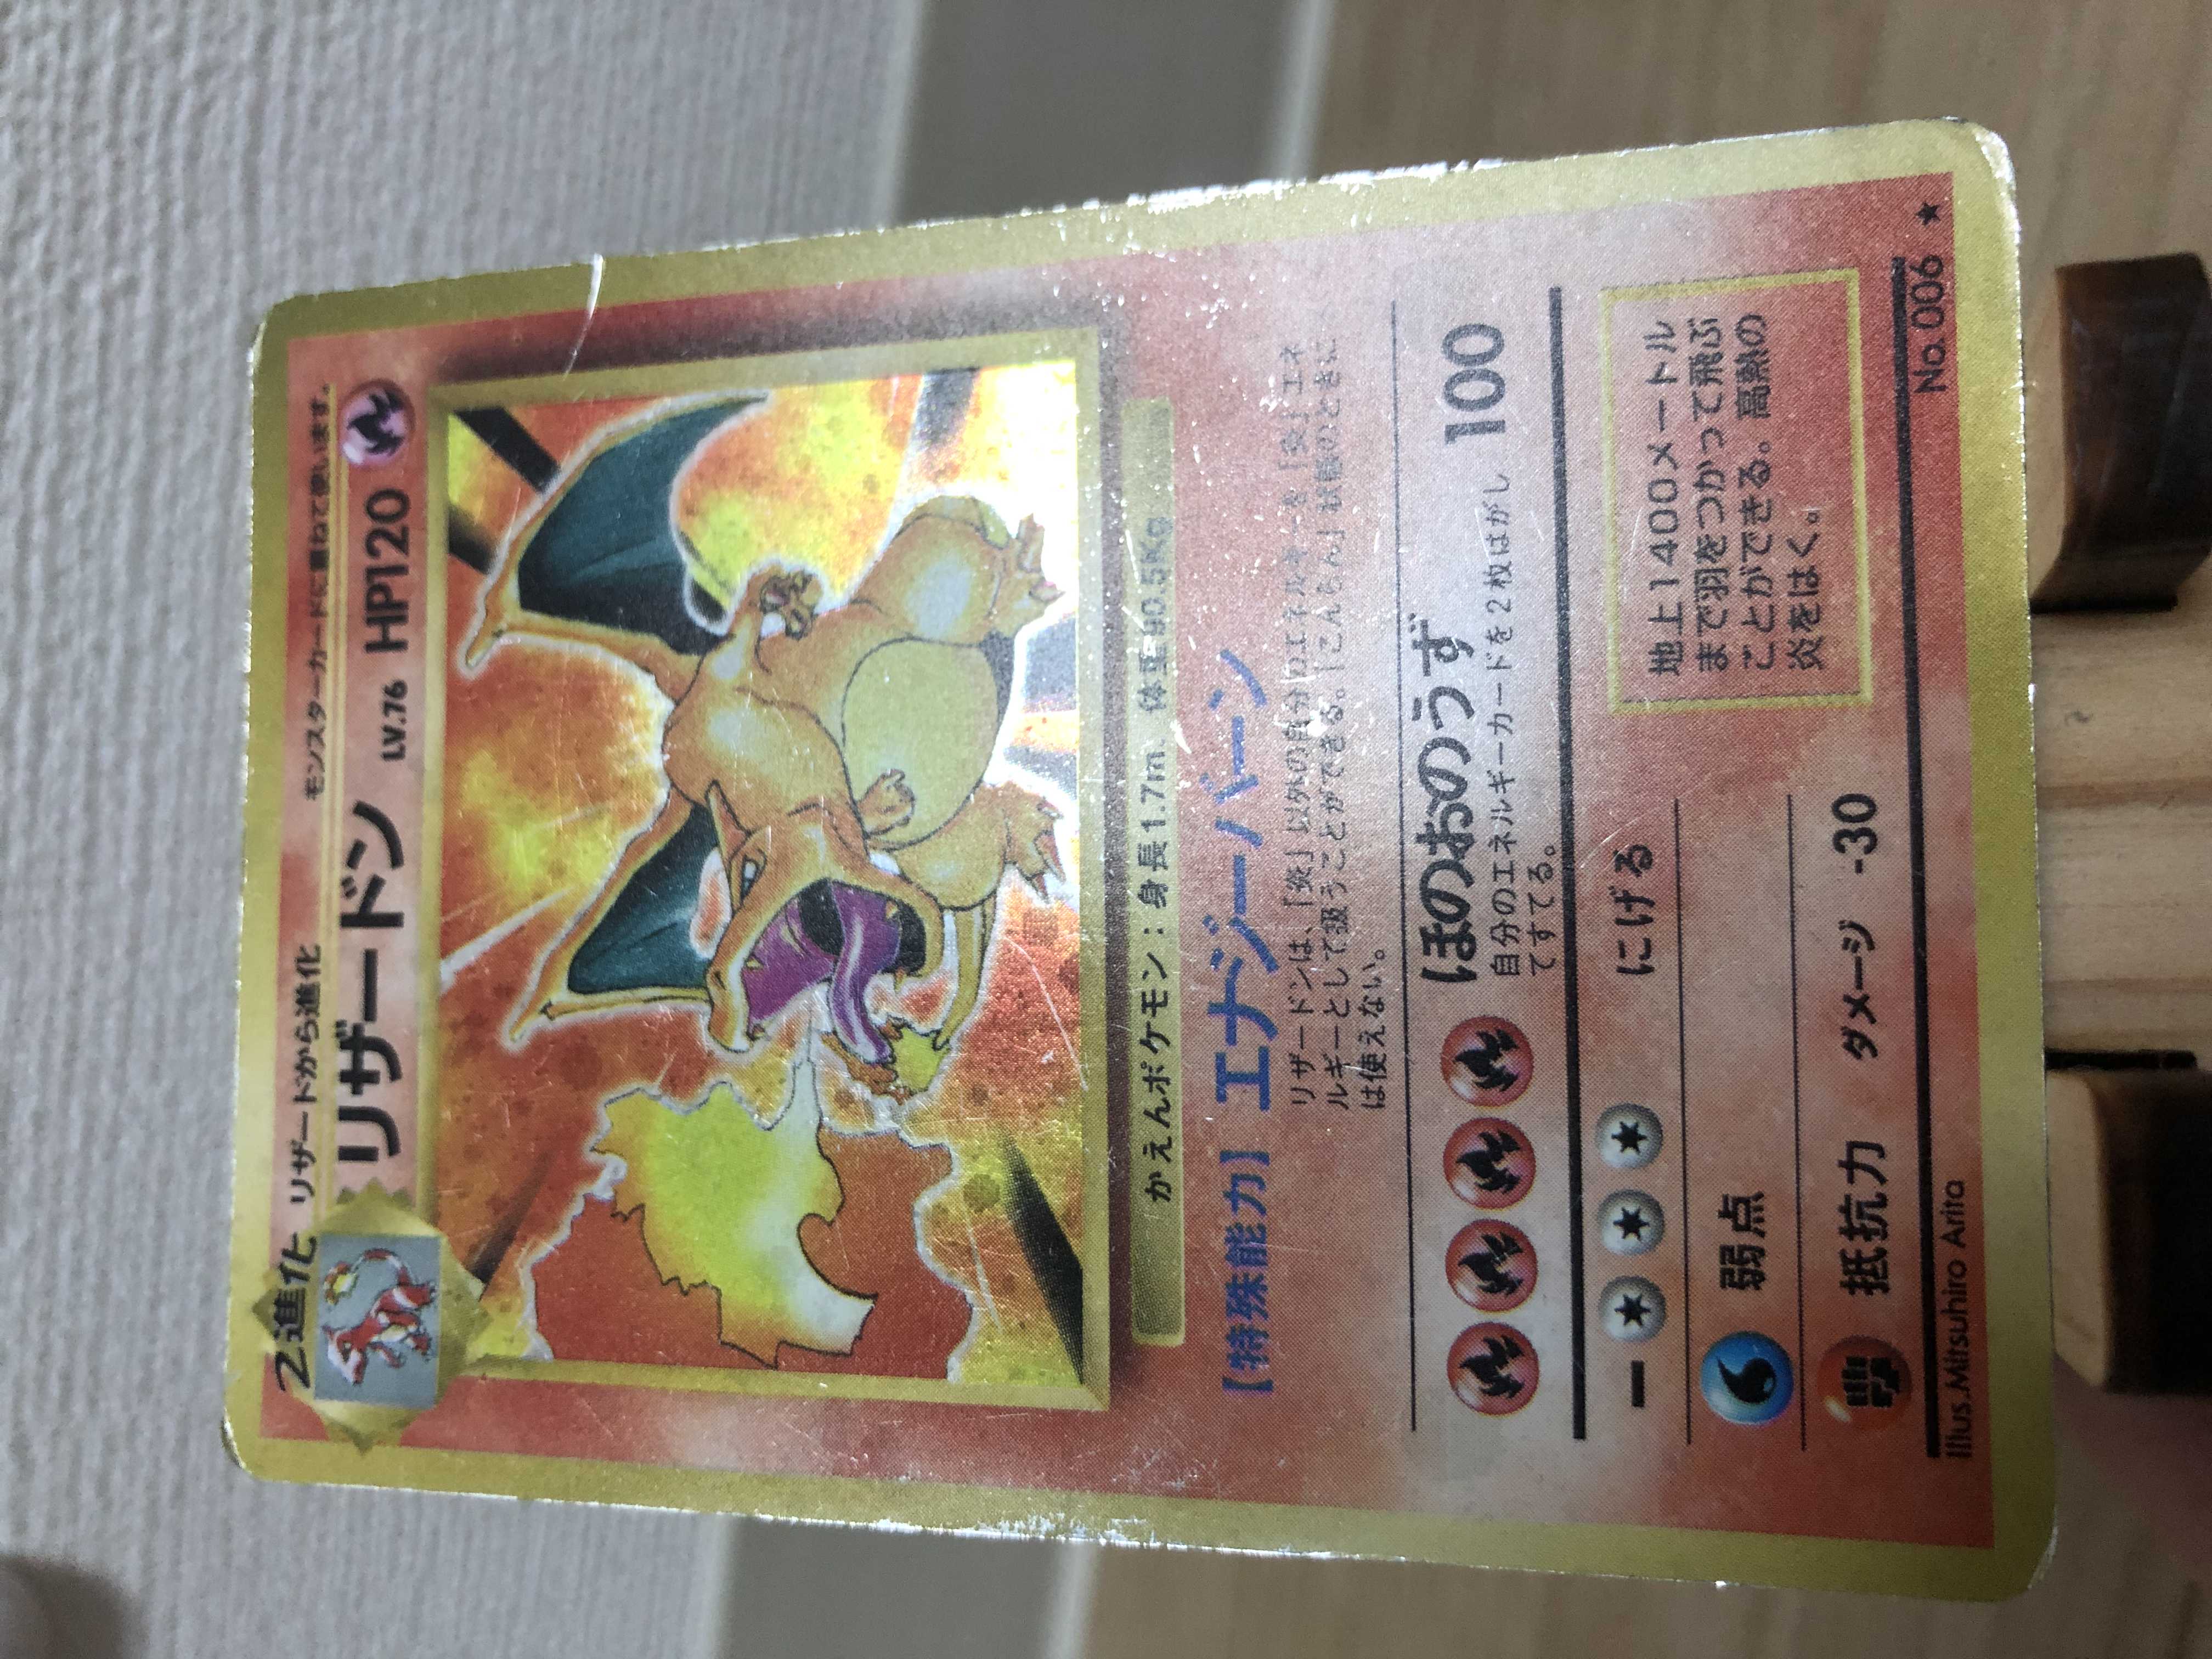 2進化 リザードから進化 モンスターカードに重ねて使います。
リザードン LV.76 HP120
かえんポケモン：身長1.7m 体重90.5Kg
【特殊能力】エナジーバーン
リザードンは、「炎」以外の自分のエネルギーを「炎」エネ
ルギーとして扱うことができる。「こんらん」状態のときに
は使えない。
ほのおのうず 100
自分のエネルギーカードを2枚はがし
てすてる。
にげる
弱点
抵抗力 ダメージ -30
地上1400メートル
まで羽をつかって飛ぶ
ことができる。高熱の
炎をはく。
Illus.Mitsuhiro Arita No.006 ★